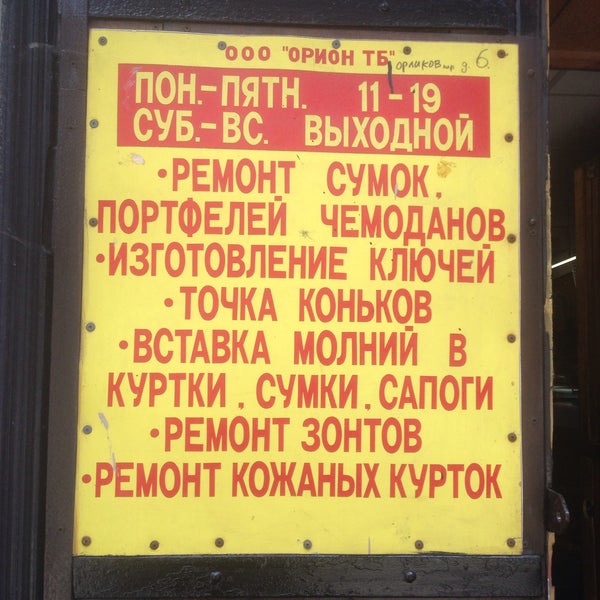 ООО "ОРИОН ТБ" Орликов пер. д. 6.
ПОН.-ПЯТН. 11-19
СУБ.-ВС. ВЫХОДНОЙ
•РЕМОНТ СУМОК,
ПОРТФЕЛЕЙ ЧЕМОДАНОВ
•ИЗГОТОВЛЕНИЕ КЛЮЧЕЙ
•ТОЧКА КОНЬКОВ
•ВСТАВКА МОЛНИЙ В
КУРТКИ, СУМКИ, САПОГИ
•РЕМОНТ ЗОНТОВ
•РЕМОНТ КОЖАНЫХ КУРТОК